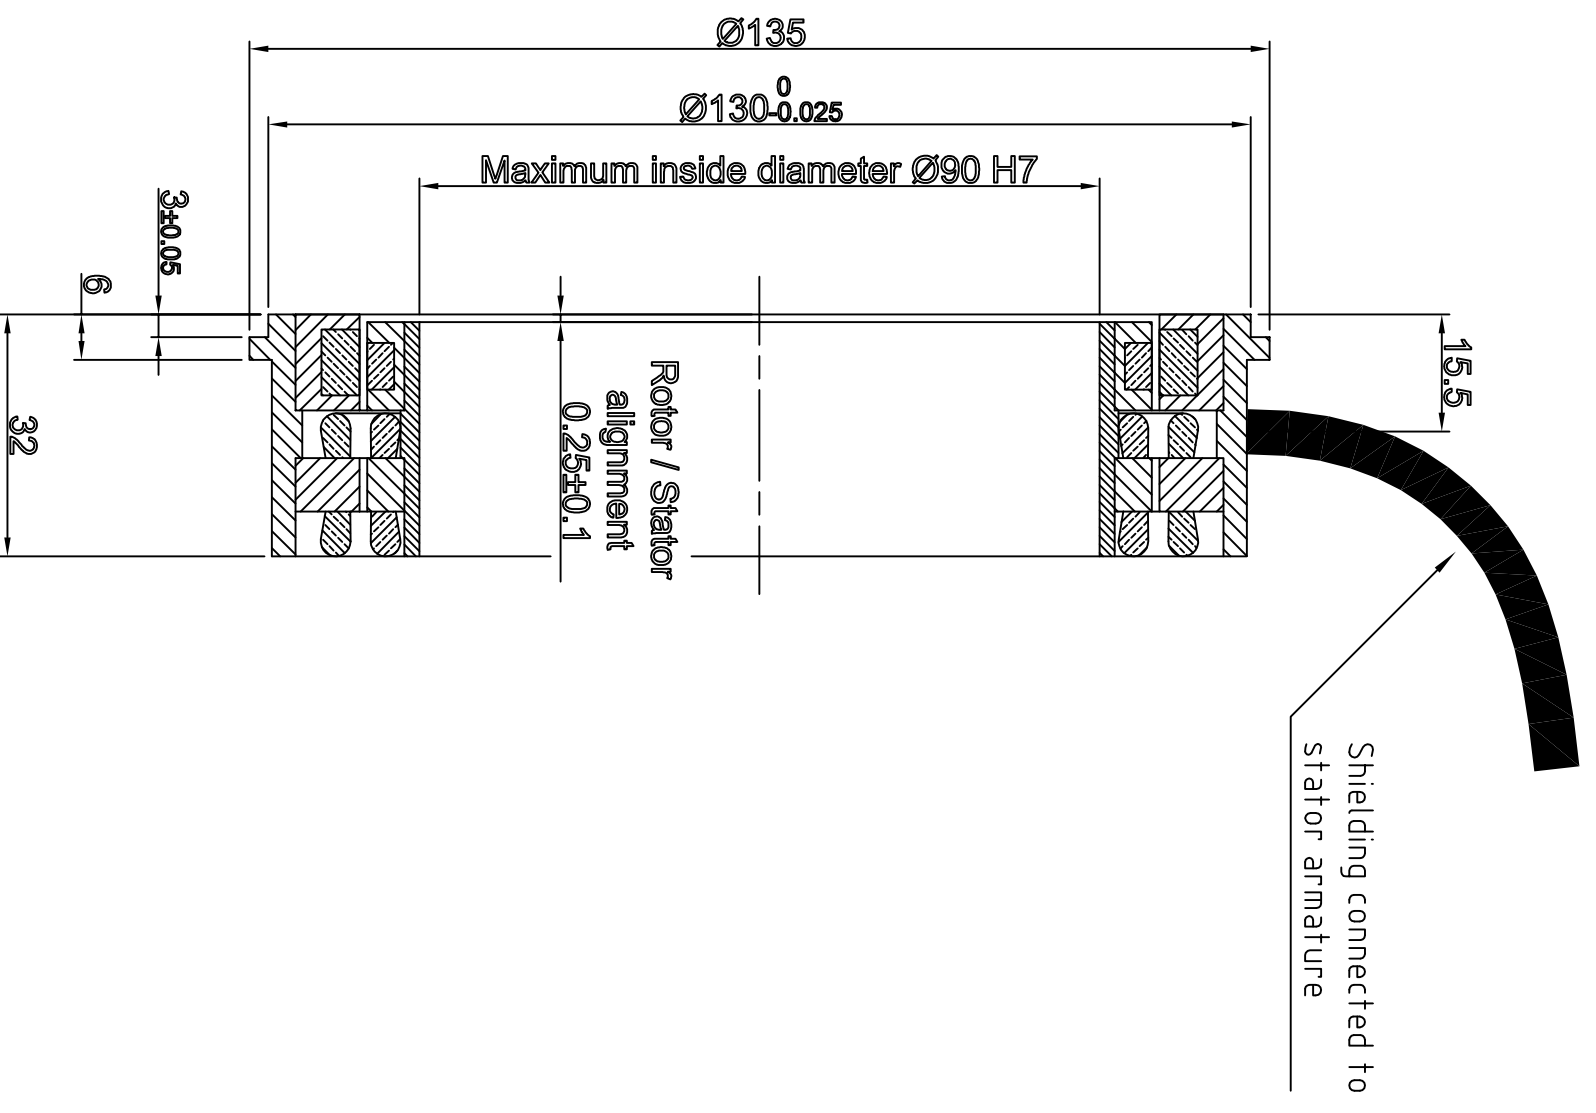 Ø135
Ø130 0 -0.025
Maximum inside diameter Ø90 H7
3±0.05
6
32
15.5
Rotor / Stator
alignment
0.25±0.1
Shielding connected to
stator armature